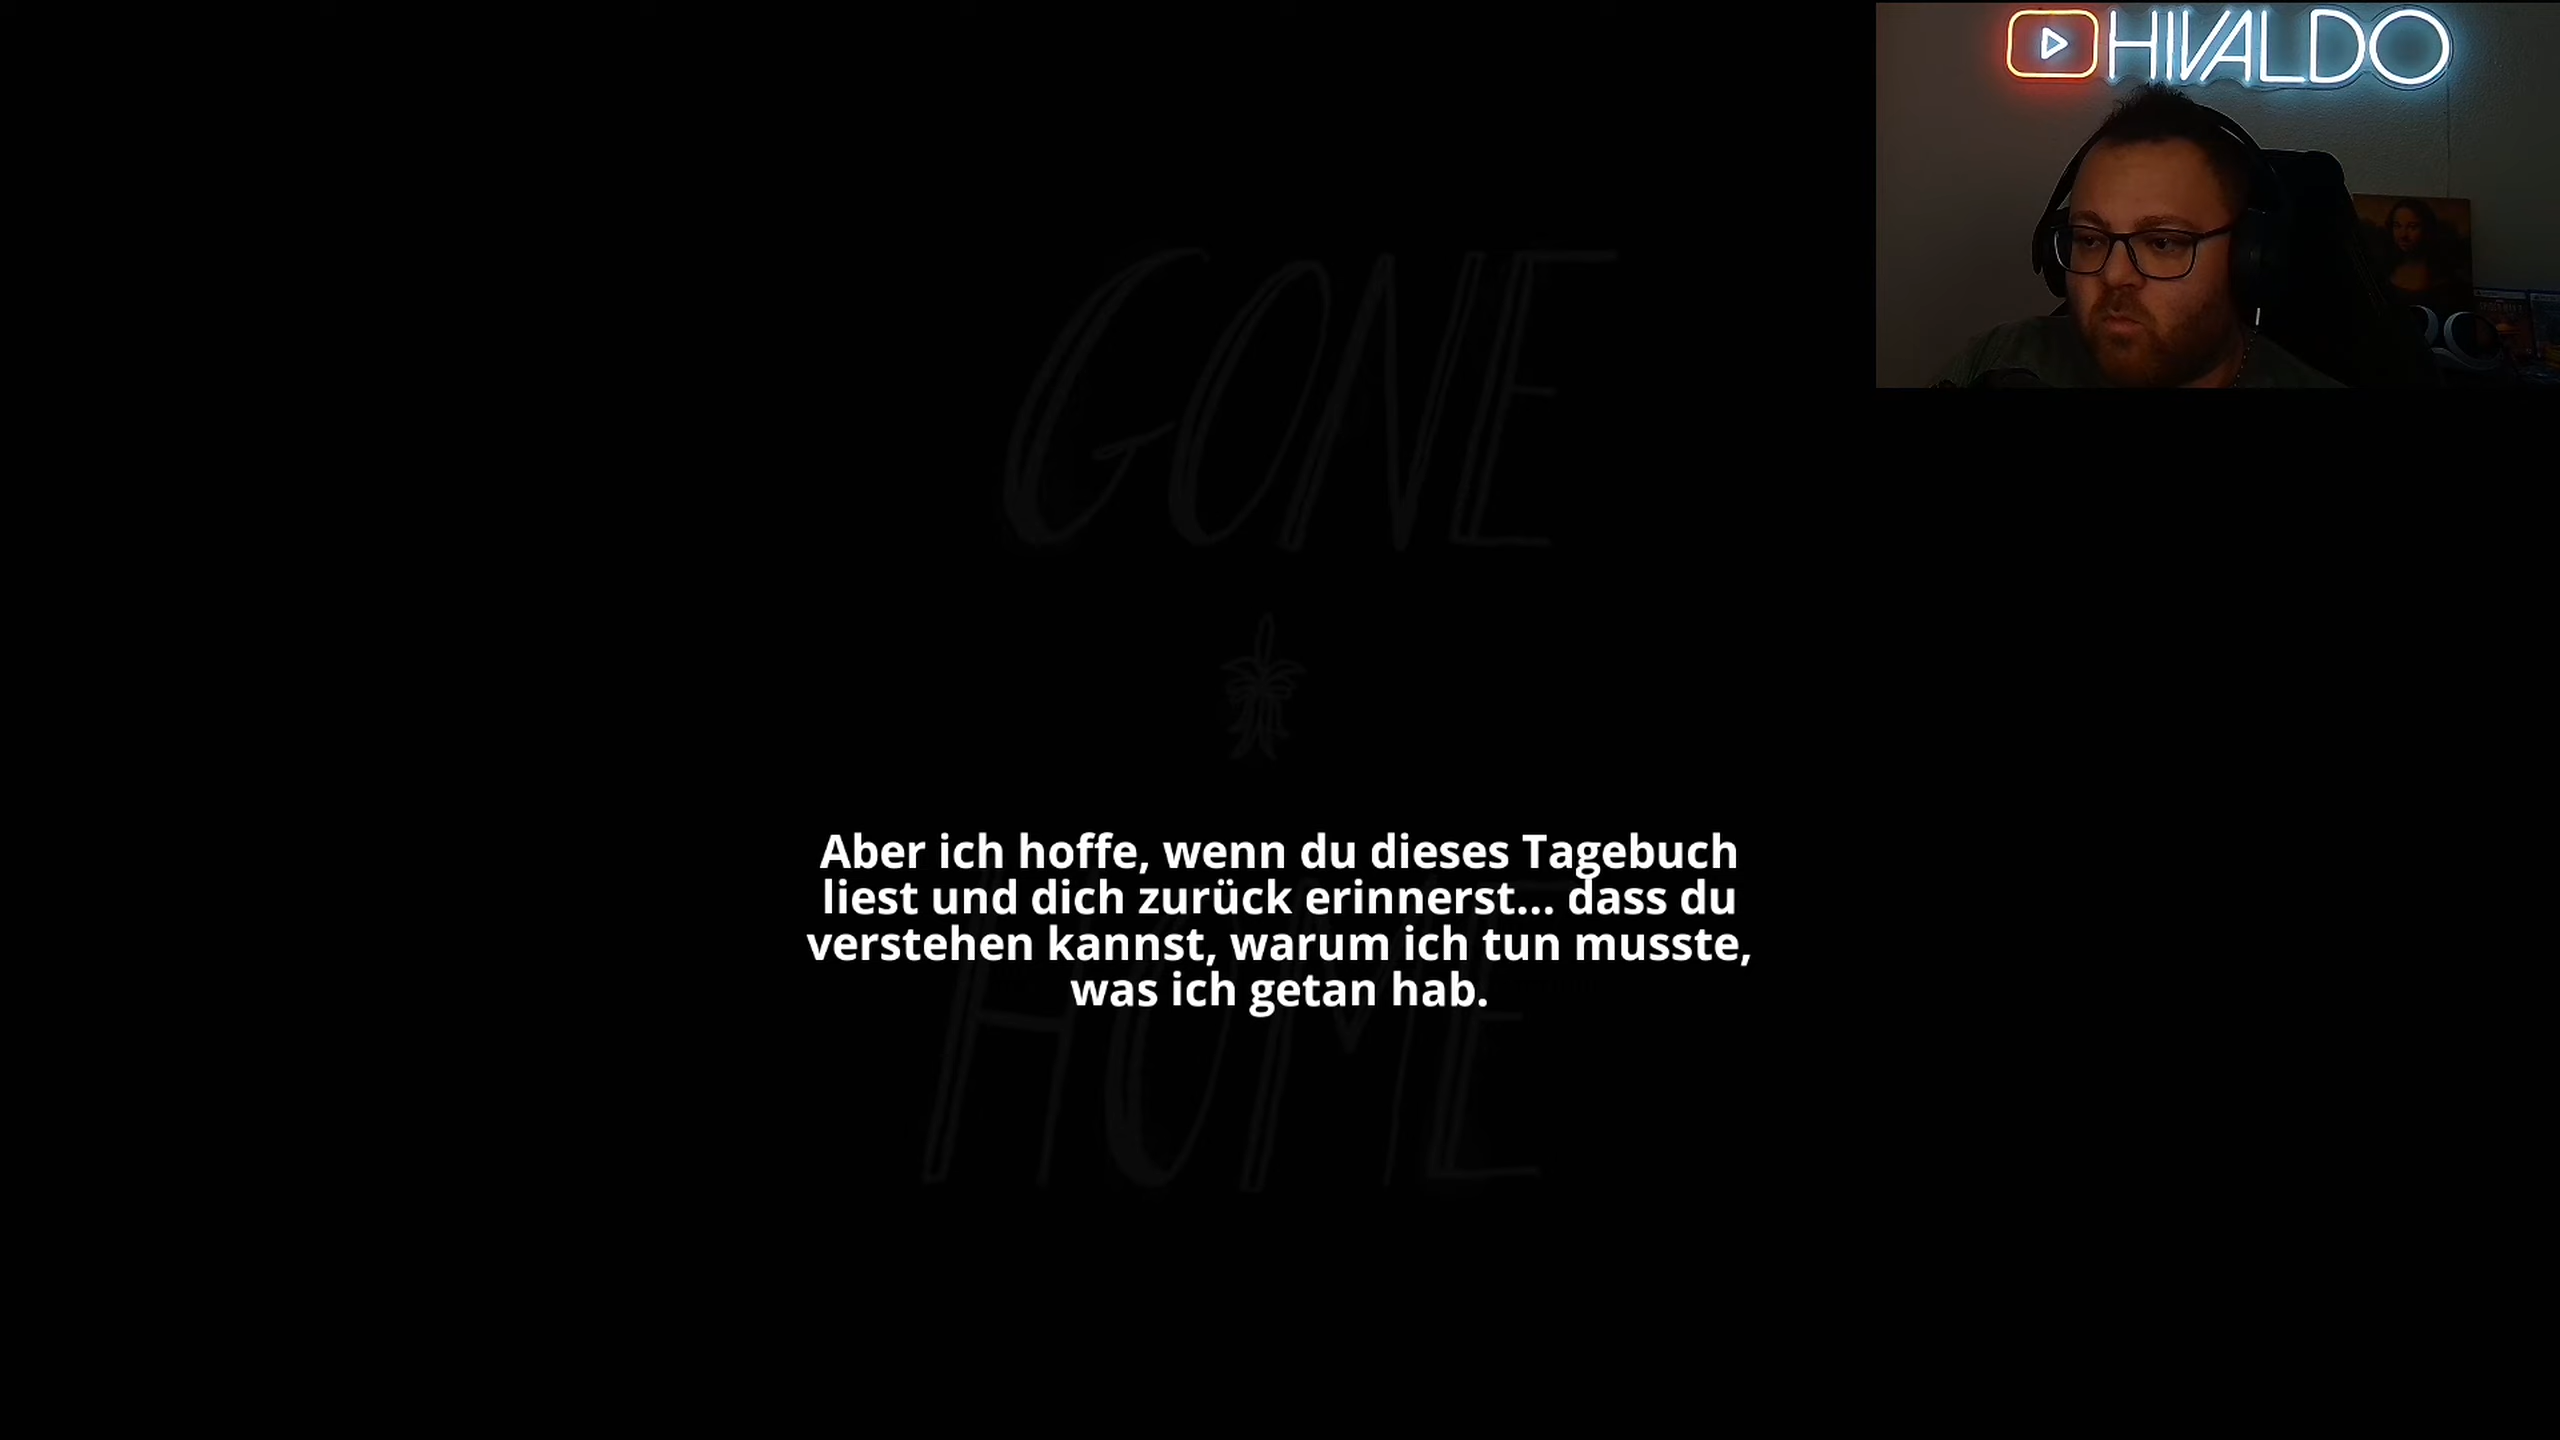 HIVALDO
GONE
Aber ich hoffe, wenn du dieses Tagebuch
liest und dich zurück erinnerst... dass du
verstehen kannst, warum ich tun musste,
was ich getan hab.
HOME